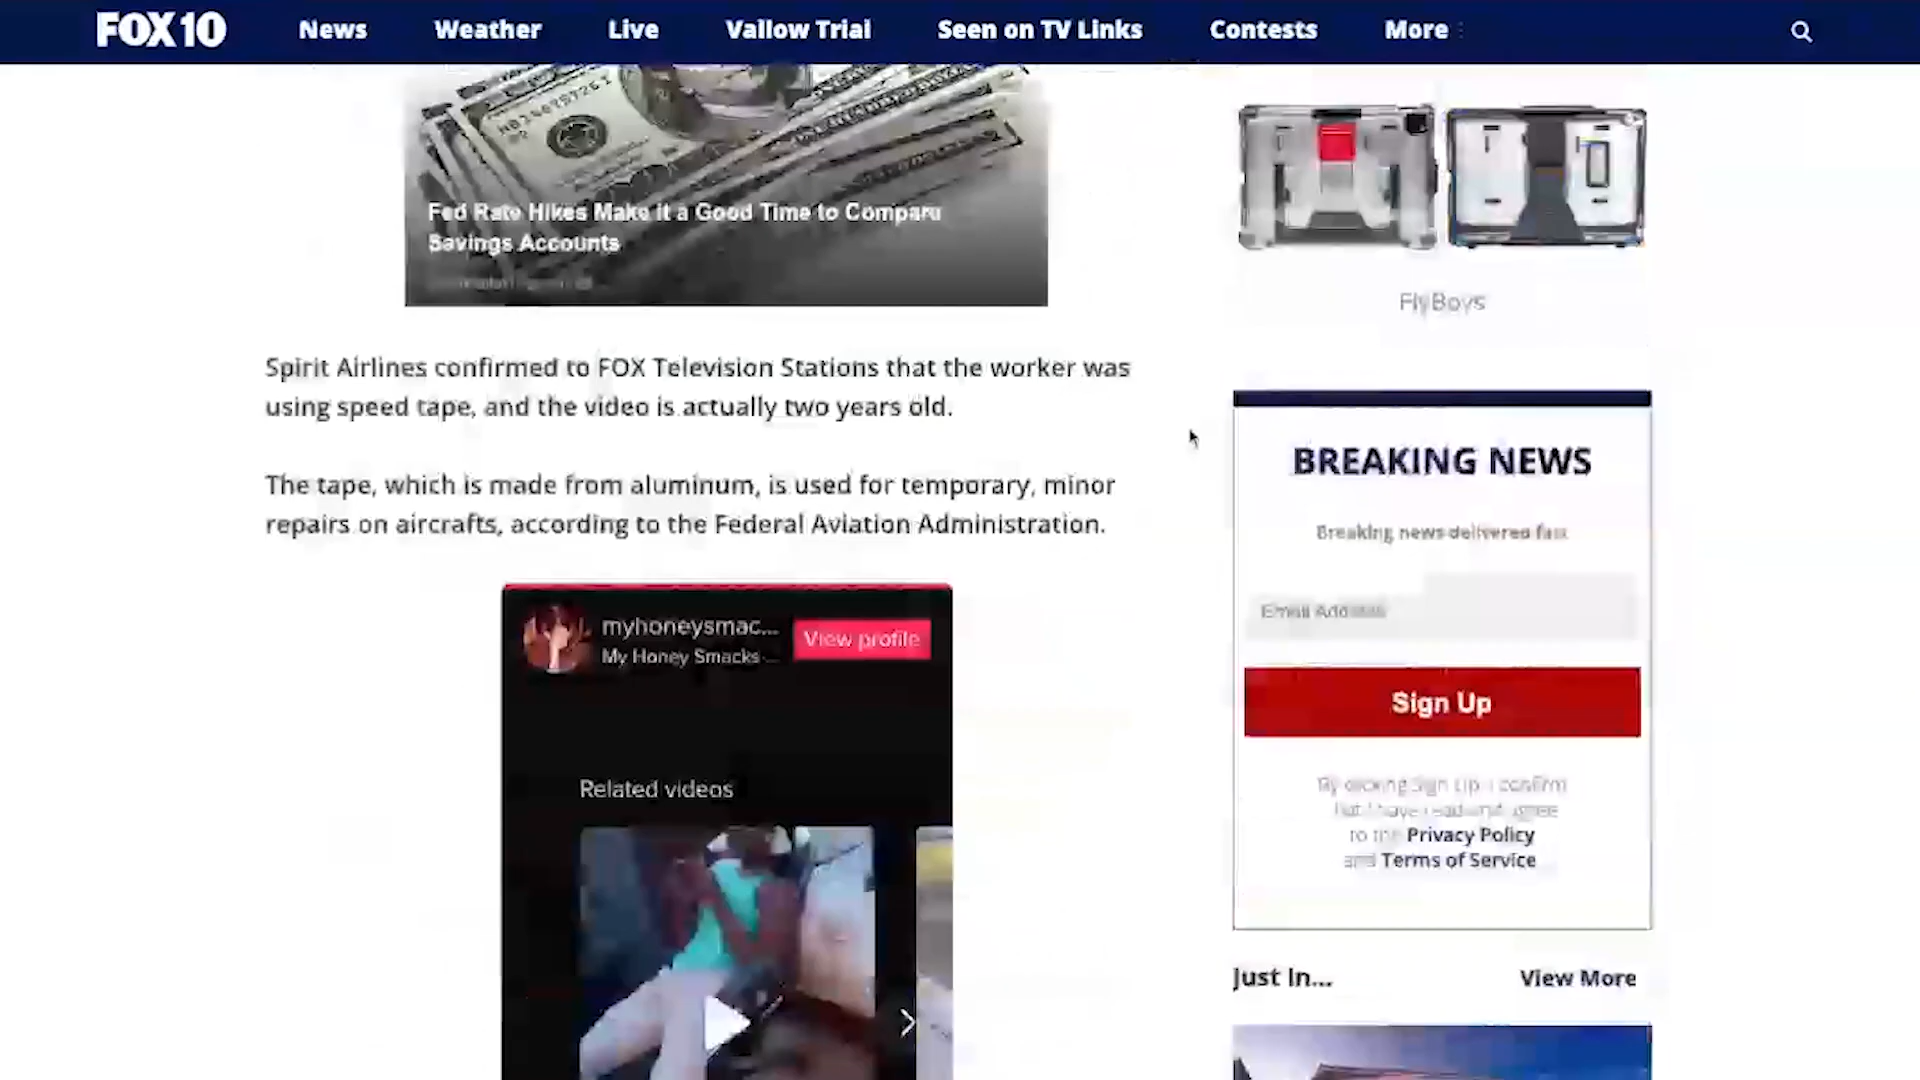 FOX 10 News Weather Live Vallow Trial Seen on TV Links Contests More
Fed Rate Hikes Make it a Good Time to Compare
Savings Accounts
FlyBoys
Spirit Airlines confirmed to FOX Television Stations that the worker was
using speed tape, and the video is actually two years old.
The tape, which is made from aluminum, is used for temporary, minor
repairs on aircrafts, according to the Federal Aviation Administration.
myhoneysmac...
View profile
My Honey Smacks ...
Related videos
BREAKING NEWS
Breaking news delivered fast
Email Address
Sign Up
By clicking Sign Up, I confirm
that I have read and agree
to the Privacy Policy
and Terms of Service
Just In...
View More